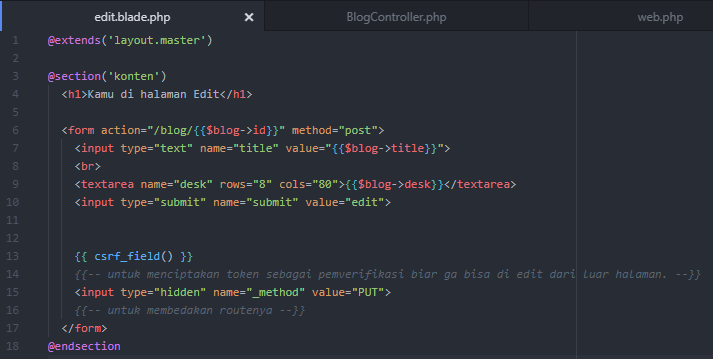 edit.blade.php × BlogController.php web.php
1 @extends('layout.master')
2
3 @section('konten')
4 <h1>Kamu di halaman Edit</h1>
5
6 <form action="/blog/{{$blog->id}}" method="post">
7 <input type="text" name="title" value="{{$blog->title}}">
8 <br>
9 <textarea name="desk" rows="8" cols="80">{{$blog->desk}}</textarea>
10 <input type="submit" name="submit" value="edit">
11
12
13 {{ csrf_field() }}
14 {{-- untuk menciptakan token sebagai pemverifikasi biar ga bisa di edit dari luar halaman. --}}
15 <input type="hidden" name="_method" value="PUT">
16 {{-- untuk membedakan routenya --}}
17 </form>
18 @endsection